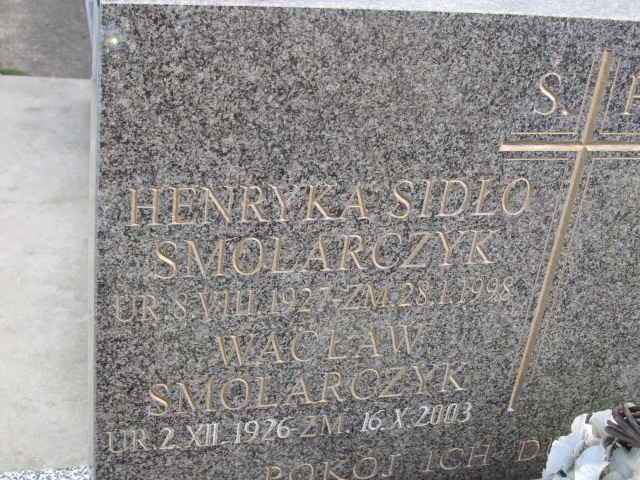 Ś.
HENRYKA SIDŁO
SMOLARCZYK
UR. 8.VIII.1927-ZM. 28.I.1998
WACŁAW
SMOLARCZYK
UR. 2.XII.1926-ZM. 16.X.2003
POKÓJ ICH